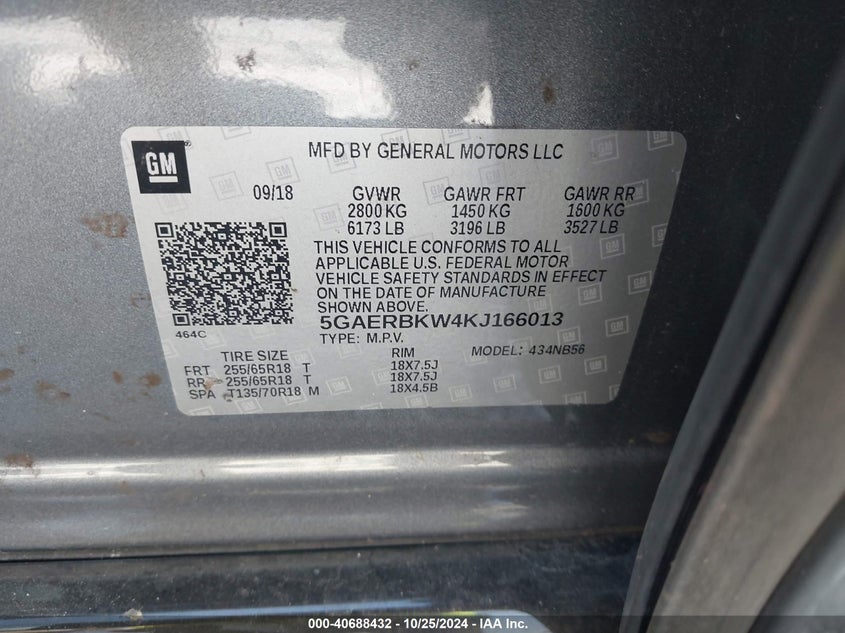 GM
MFD BY GENERAL MOTORS LLC
09/18 GVWR GAWR FRT GAWR RR
2800 KG 1450 KG 1600 KG
6173 LB 3196 LB 3527 LB
THIS VEHICLE CONFORMS TO ALL
APPLICABLE U.S. FEDERAL MOTOR
VEHICLE SAFETY STANDARDS IN EFFECT
ON THE DATE OF MANUFACTURE
SHOWN ABOVE.
464C
5GAERBKW4KJ166013
TYPE: M.P.V. MODEL: 434NB56
TIRE SIZE RIM
FRT 255/65R18 T 18X7.5J
RR 255/65R18 T 18X7.5J
SPA T135/70R18 M 18X4.5B
000-40688432 - 10/25/2024 - IAA Inc.